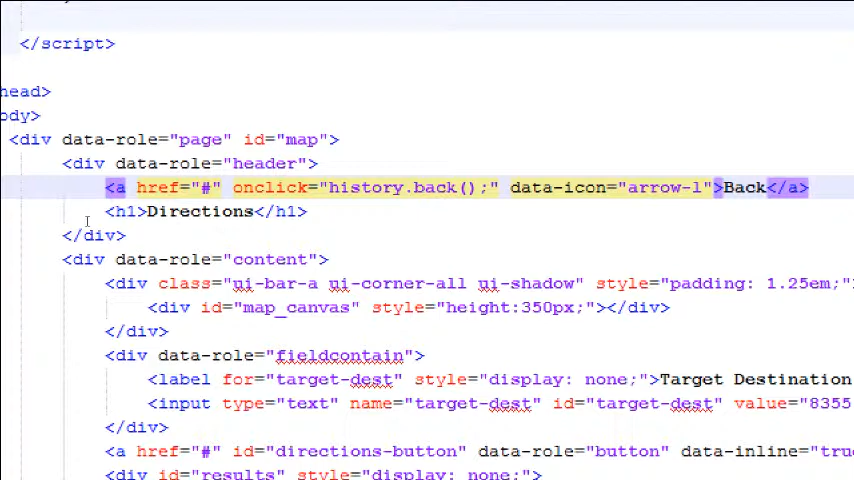 </script>
head>
ody>
<div data-role="page" id="map">
<div data-role="header">
<a href="#" onclick="history.back();" data-icon="arrow-l">Back</a>
<h1>Directions</h1>
</div>
<div data-role="content">
<div class="ui-bar-a ui-corner-all ui-shadow" style="padding: 1.25em;"
<div id="map_canvas" style="height:350px;"></div>
</div>
<div data-role="fieldcontain">
<label for="target-dest" style="display: none;">Target Destination
<input type="text" name="target-dest" id="target-dest" value="8355
</div>
<a href="#" id="directions-button" data-role="button" data-inline="true
<div id="results" style="display: none;">